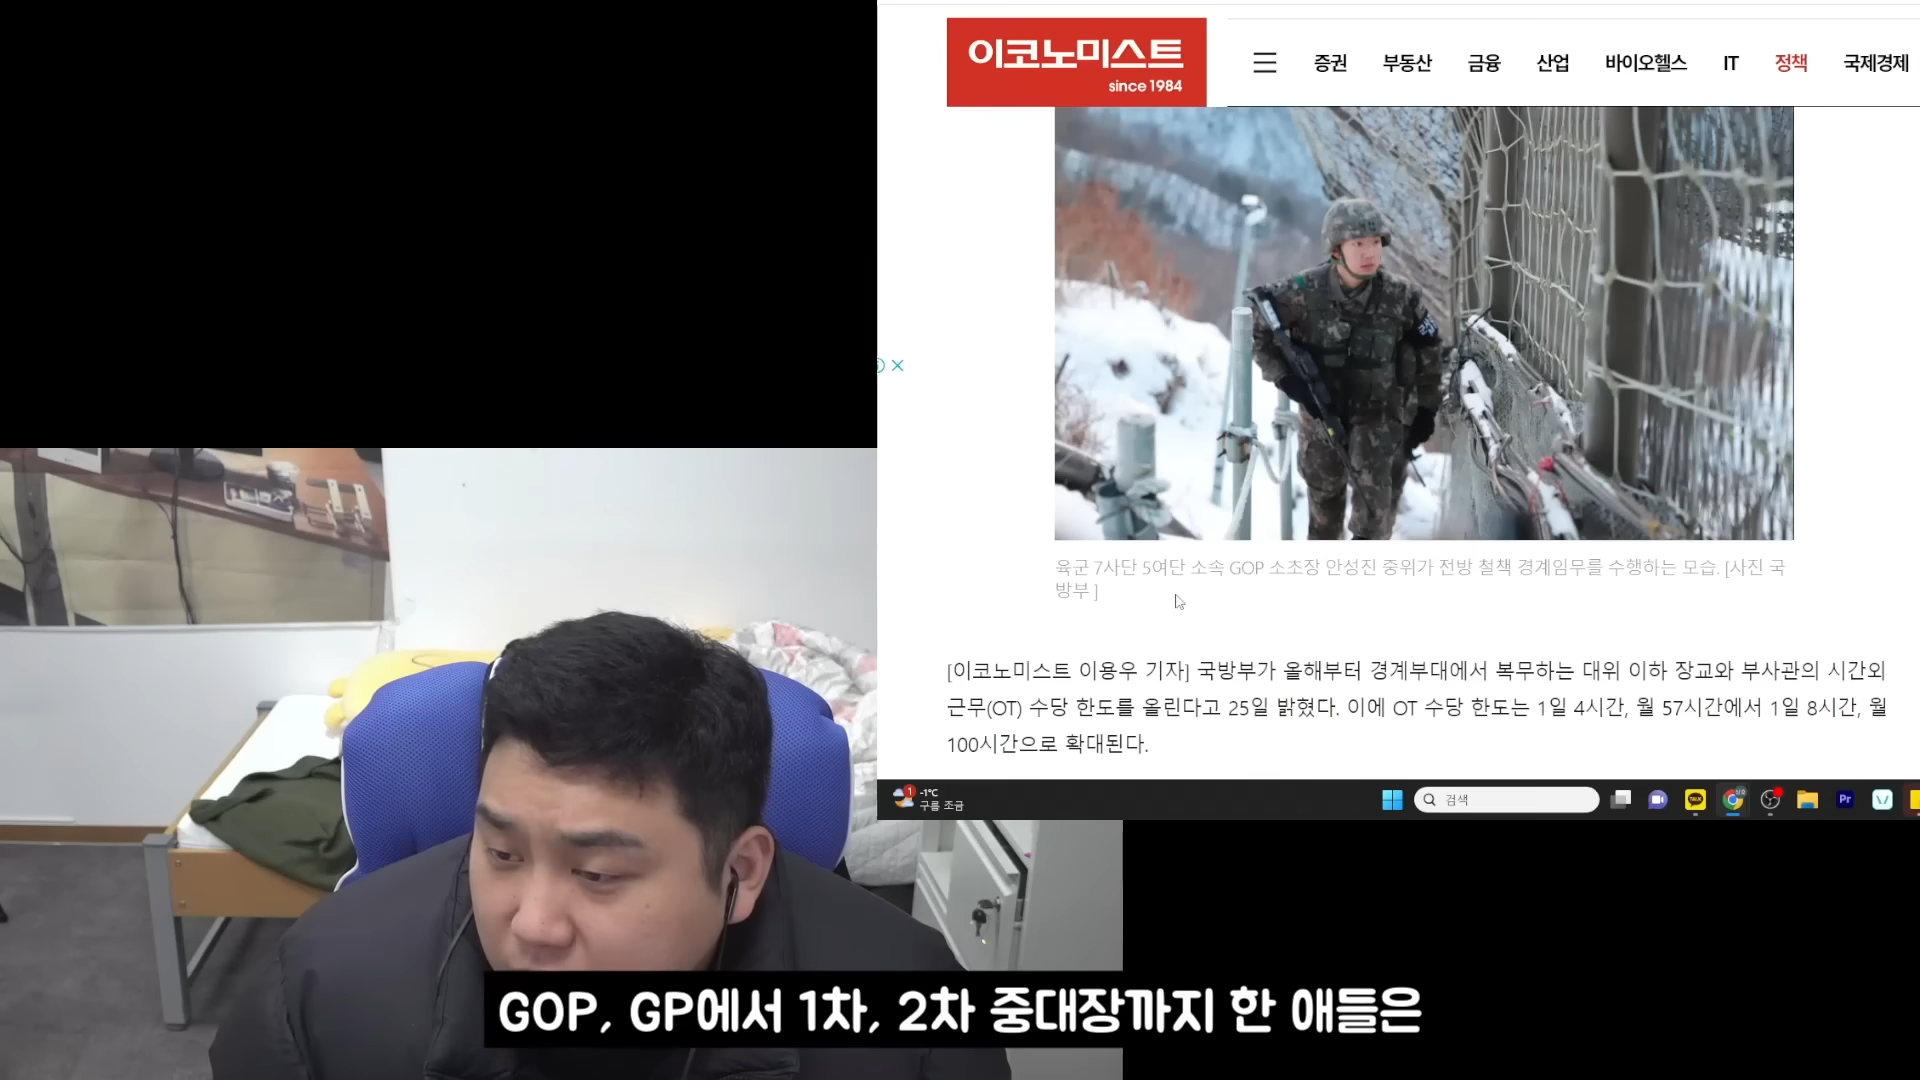 이코노미스트
since 1984
증권 부동산 금융 산업 바이오헬스 IT 정책 국제경제
육군 7사단 5여단 소속 GOP 소초장 안성진 중위가 전방 철책 경계임무를 수행하는 모습. [사진 국
방부 ]
[이코노미스트 이용우 기자] 국방부가 올해부터 경계부대에서 복무하는 대위 이하 장교와 부사관의 시간외
근무(OT) 수당 한도를 올린다고 25일 밝혔다. 이에 OT 수당 한도는 1일 4시간, 월 57시간에서 1일 8시간, 월
100시간으로 확대된다.
1
-1°C
구름 조금
검색
TALK
Pr
GOP, GP에서 1차, 2차 중대장까지 한 애들은